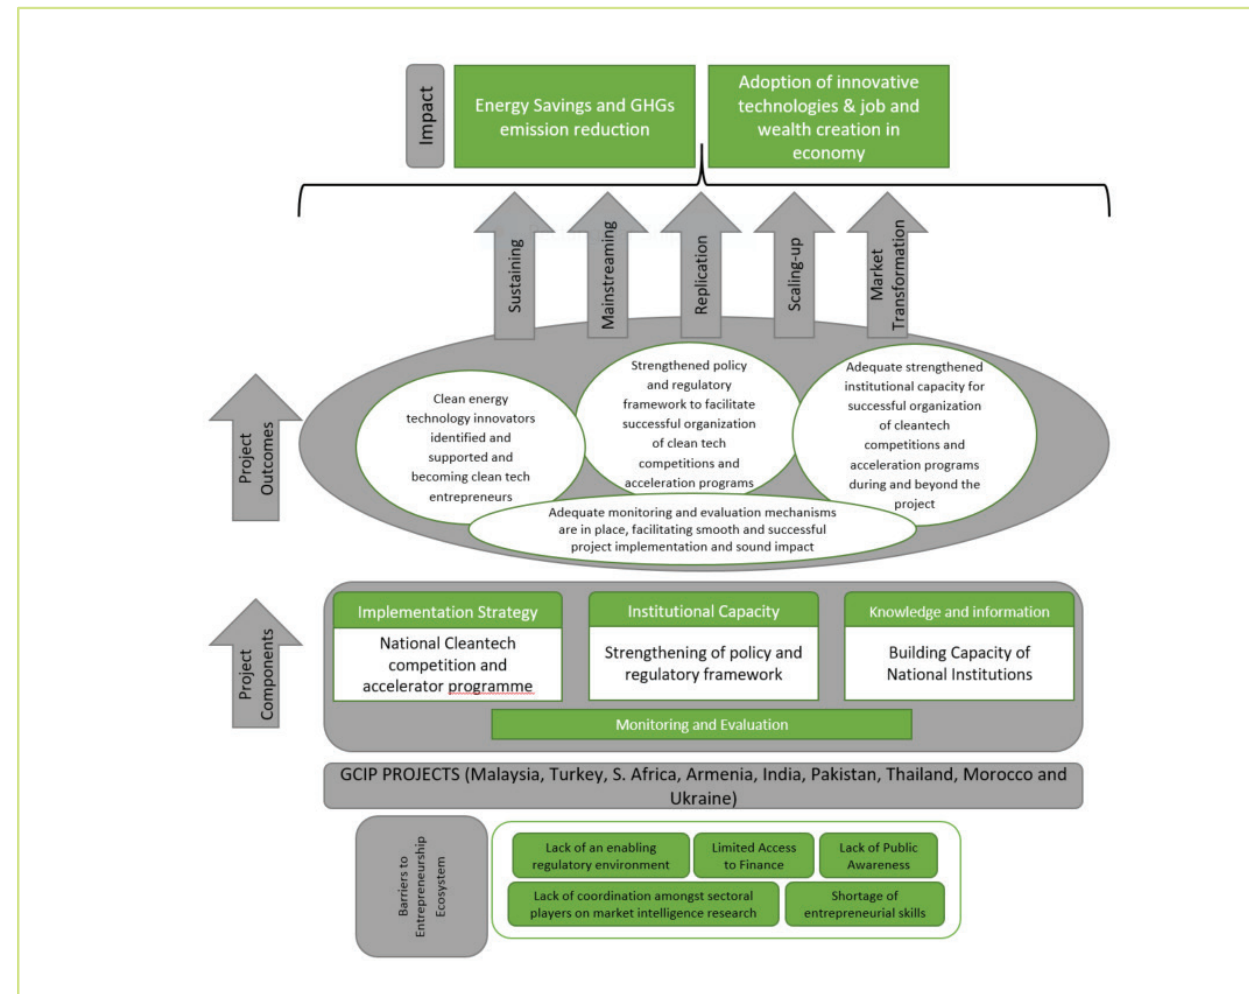 Impact
Energy Savings and GHGs
emission reduction
Adoption of innovative
technologies & job and
wealth creation in
economy
Sustaining
Mainstreaming
Replication
Scaling-up
Market
Transformation
Project
Outcomes
Clean energy
technology innovators
identified and
supported and
becoming clean tech
entrepreneurs
Strengthened policy
and regulatory
framework to facilitate
successful organization
of clean tech
competitions and
acceleration programs
Adequate strengthened
institutional capacity for
successful organization
of cleantech
competitions and
acceleration programs
during and beyond the
project
Adequate monitoring and evaluation mechanisms
are in place, facilitating smooth and successful
project implementation and sound impact
Project
Components
Implementation Strategy
National Cleantech
competition and
accelerator programme
Institutional Capacity
Strengthening of policy and
regulatory framework
Knowledge and information
Building Capacity of
National Institutions
Monitoring and Evaluation
GCIP PROJECTS (Malaysia, Turkey, S. Africa, Armenia, India, Pakistan, Thailand, Morocco and
Ukraine)
Barriers to
Entrepreneurship
Ecosystem
Lack of an enabling
regulatory environment
Limited Access
to Finance
Lack of Public
Awareness
Lack of coordination amongst sectoral
players on market intelligence research
Shortage of
entrepreneurial skills